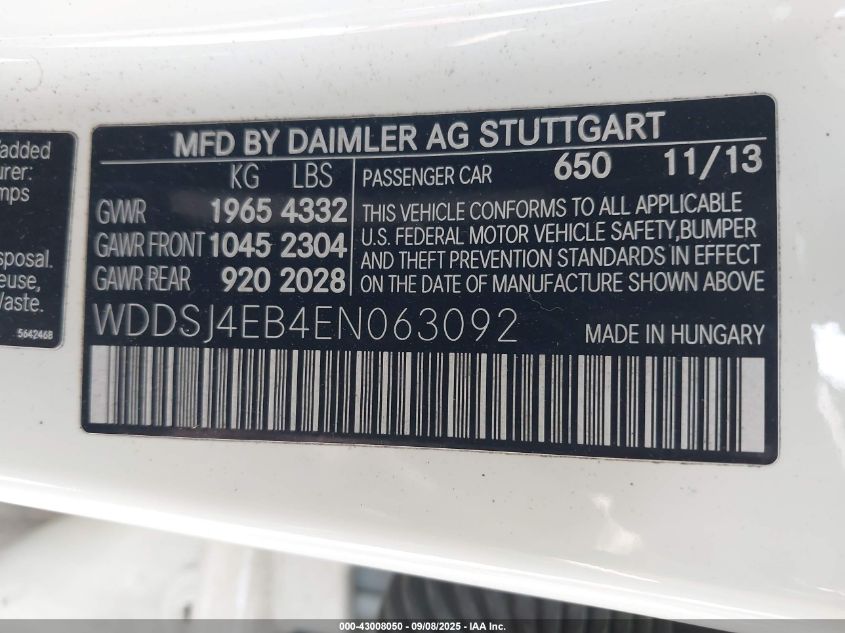 MFD BY DAIMLER AG STUTTGART
KG LBS
GVWR 1965 4332
GAWR FRONT 1045 2304
GAWR REAR 920 2028
PASSENGER CAR 650 11/13
THIS VEHICLE CONFORMS TO ALL APPLICABLE
U.S. FEDERAL MOTOR VEHICLE SAFETY,BUMPER
AND THEFT PREVENTION STANDARDS IN EFFECT
ON THE DATE OF MANUFACTURE SHOWN ABOVE
WDDSJ4EB4EN063092 MADE IN HUNGARY
added
urer:
mps
sposal.
euse,
Waste.
5642468
000-43008050 - 09/08/2025 - IAA Inc.